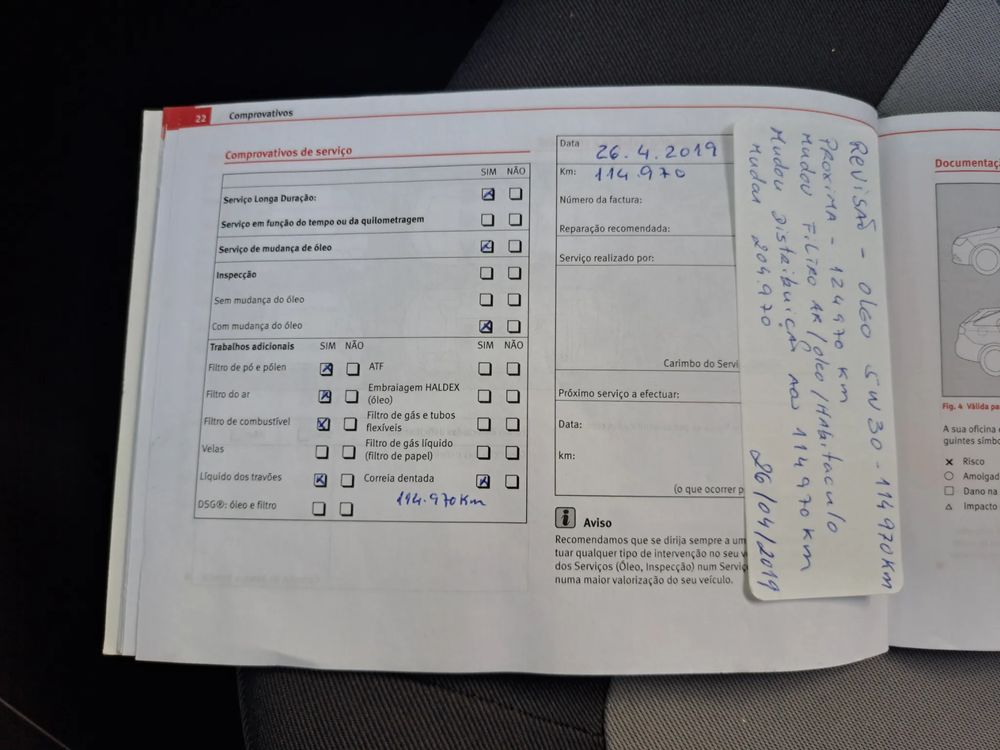 22 Comprovativos
Comprovativos de serviço
SIM NÃO
Serviço Longa Duração:
Serviço em função do tempo ou da quilometragem
Serviço de mudança de óleo
Inspecção
Sem mudança do óleo
Com mudança do óleo
Trabalhos adicionais SIM NÃO SIM NÃO
Filtro de pó e pólen ATF
Filtro do ar Embraiagem HALDEX
(óleo)
Filtro de combustível Filtro de gás e tubos
flexíveis
Velas Filtro de gás líquido
(filtro de papel)
Líquido dos travões Correia dentada
DSG®: óleo e filtro 114.970Km
Data 26.4.2019
Km: 114.970
Número da factura:
Reparação recomendada:
Serviço realizado por:
Carimbo do Servi
Próximo serviço a efectuar:
Data:
km:
(o que ocorrer p
i Aviso
Recomendamos que se dirija sempre a um
tuar qualquer tipo de intervenção no seu v
dos Serviços (Óleo, Inspecção) num Serviç
numa maior valorização do seu veículo.
REVISÃO - OLEO 5W30 - 114970KM
PROXIMA - 124970 KM
MUDOU FILTRO AR/OLEO/HABITACULO
MUDOU DISTRIBUIÇÃO AOS 114970 KM
MUDAR 204.970 26/04/2019
Documentaç
Fig. 4 Válida pa
A sua oficina
guintes símbo
Risco
Amolgad
Dano na
Impacto